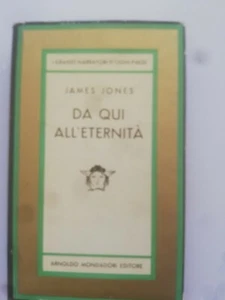 JAMES JONES
DA QUI
ALL'ETERNITÀ
ARNOLDO MONDADORI EDITORE